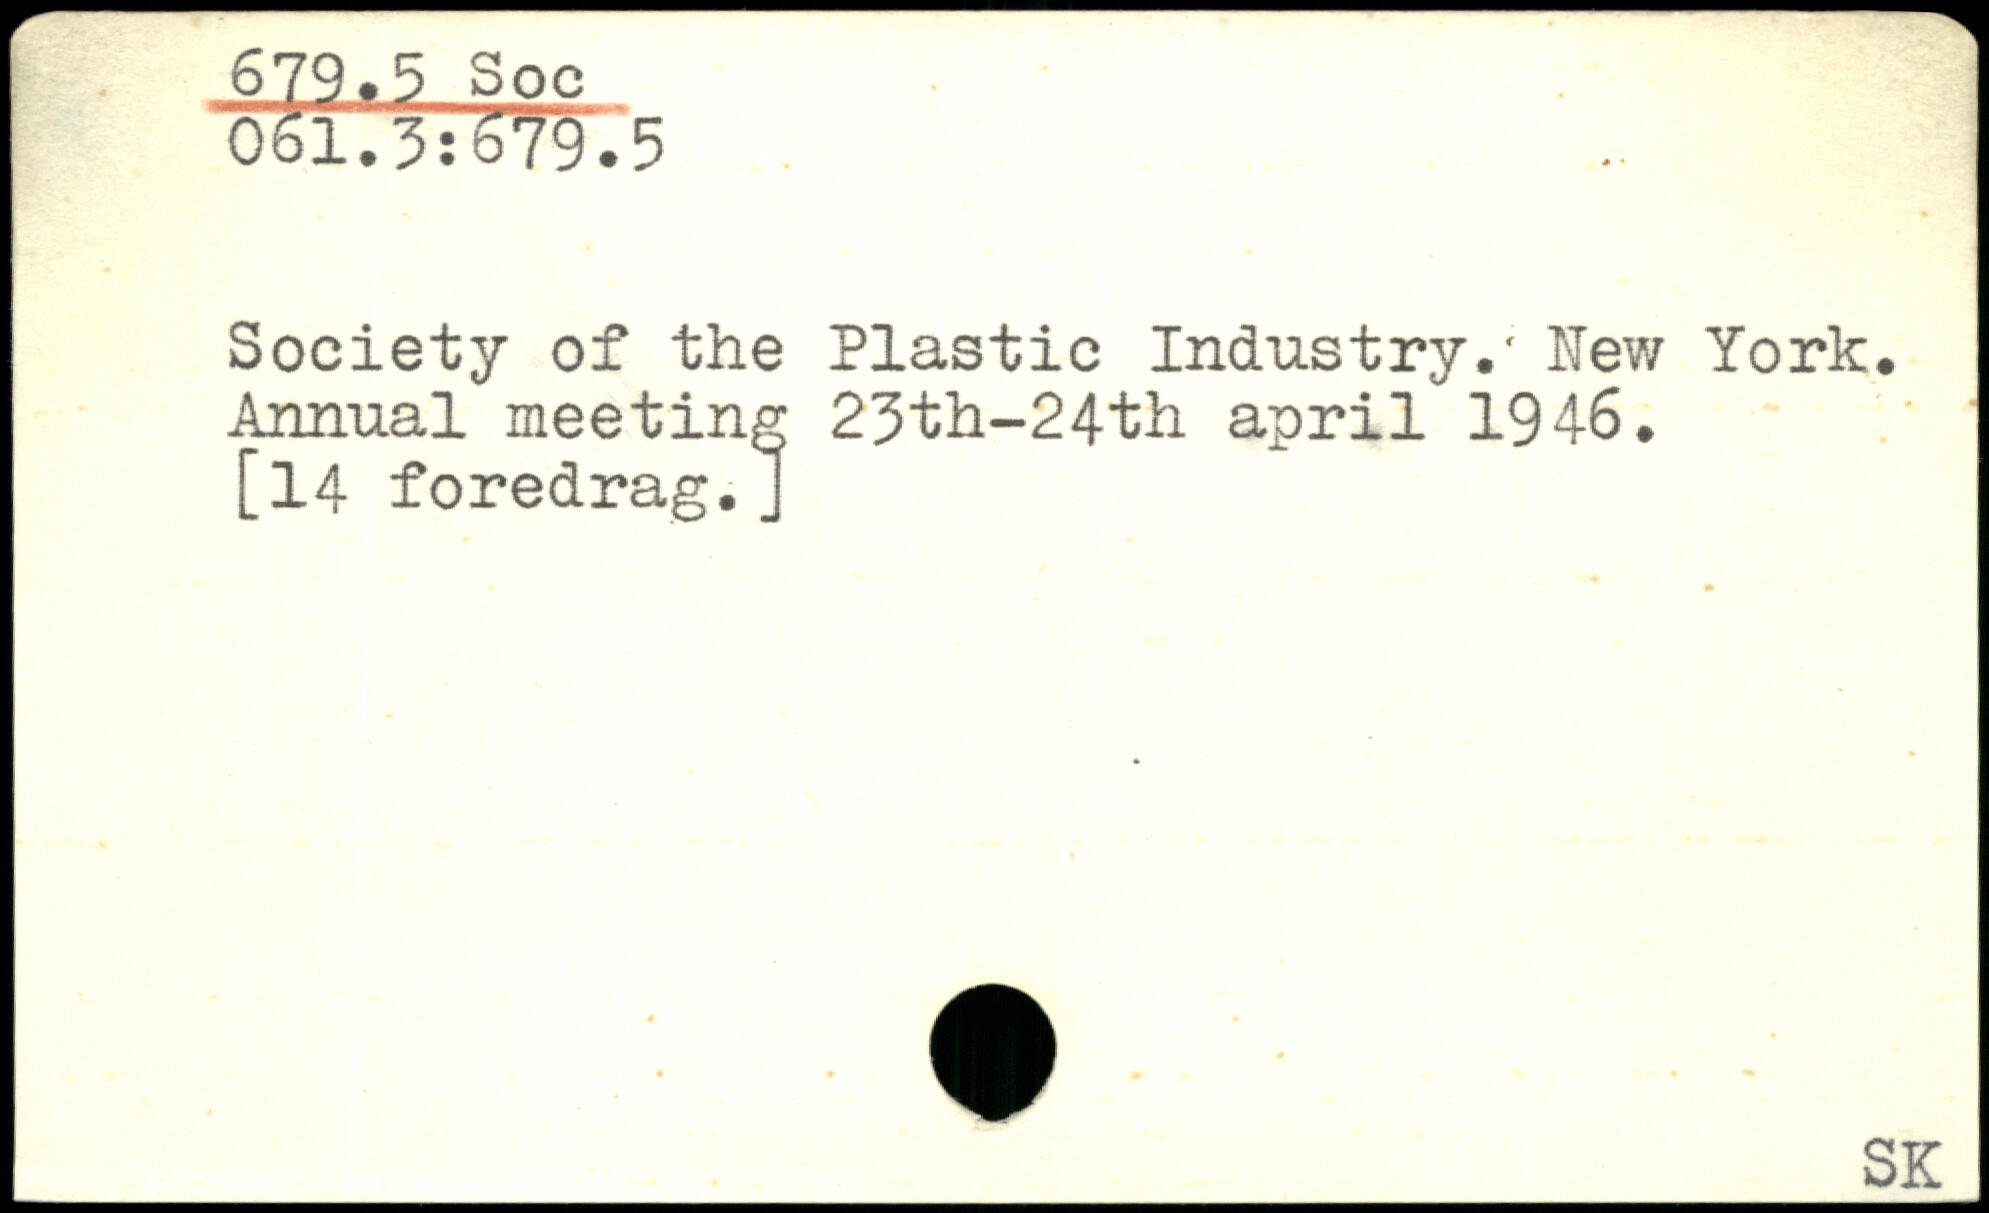 679.5 Soc
061.3:679.5
Society of the Plastic Industry. New York.
Annual meeting 23th-24th april 1946.
[14 foredrag.]
SK